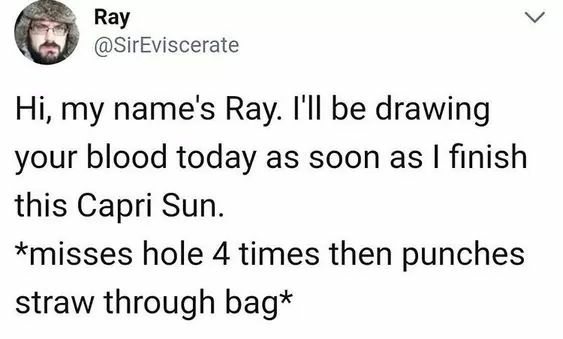 Ray
@SirEviscerate
Hi, my name's Ray. I'll be drawing
your blood today as soon as I finish
this Capri Sun.
*misses hole 4 times then punches
straw through bag*